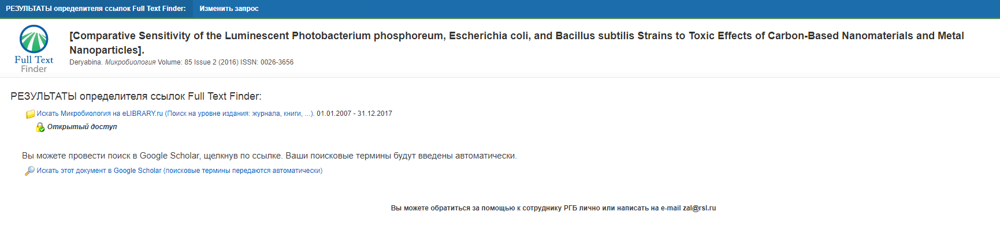 РЕЗУЛЬТАТЫ определителя ссылок Full Text Finder: Изменить запрос
[Comparative Sensitivity of the Luminescent Photobacterium phosphoreum, Escherichia coli, and Bacillus subtilis Strains to Toxic Effects of Carbon-Based Nanomaterials and Metal
Nanoparticles].
Deryabina. Микробиология Volume: 85 Issue 2 (2016) ISSN: 0026-3656
Full Text
Finder
РЕЗУЛЬТАТЫ определителя ссылок Full Text Finder:
Искать Микробиология на eLIBRARY.ru (Поиск на уровне издания: журнала, книги, ...). 01.01.2007 - 31.12.2017
Открытый доступ
Вы можете провести поиск в Google Scholar, щелкнув по ссылке. Ваши поисковые термины будут введены автоматически.
Искать этот документ в Google Scholar (поисковые термины передаются автоматически)
Вы можете обратиться за помощью к сотруднику РГБ лично или написать на e-mail zal@rsl.ru